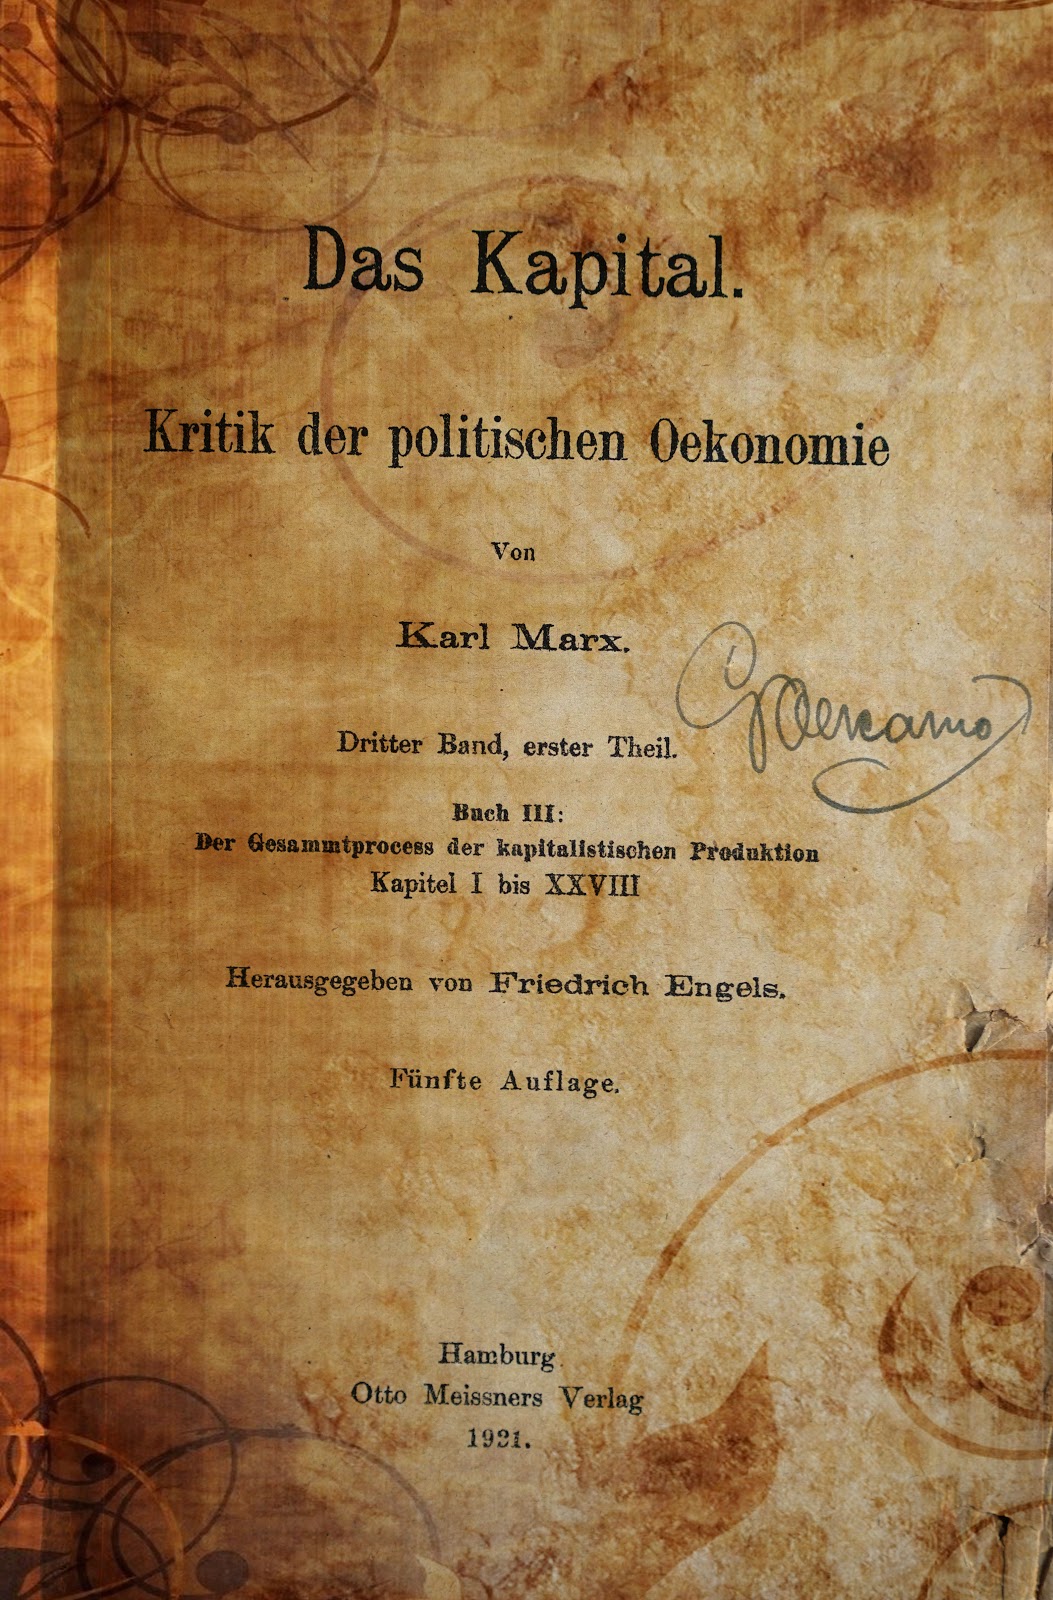 Das Kapital.
Kritik der politischen Oekonomie
Von
Karl Marx.
Dritter Band, erster Theil.
Buch III:
Der Gesammtprocess der kapitalistischen Produktion
Kapitel I bis XXVIII
Herausgegeben von Friedrich Engels.
Fünfte Auflage.
Hamburg
Otto Meissners Verlag
1921.